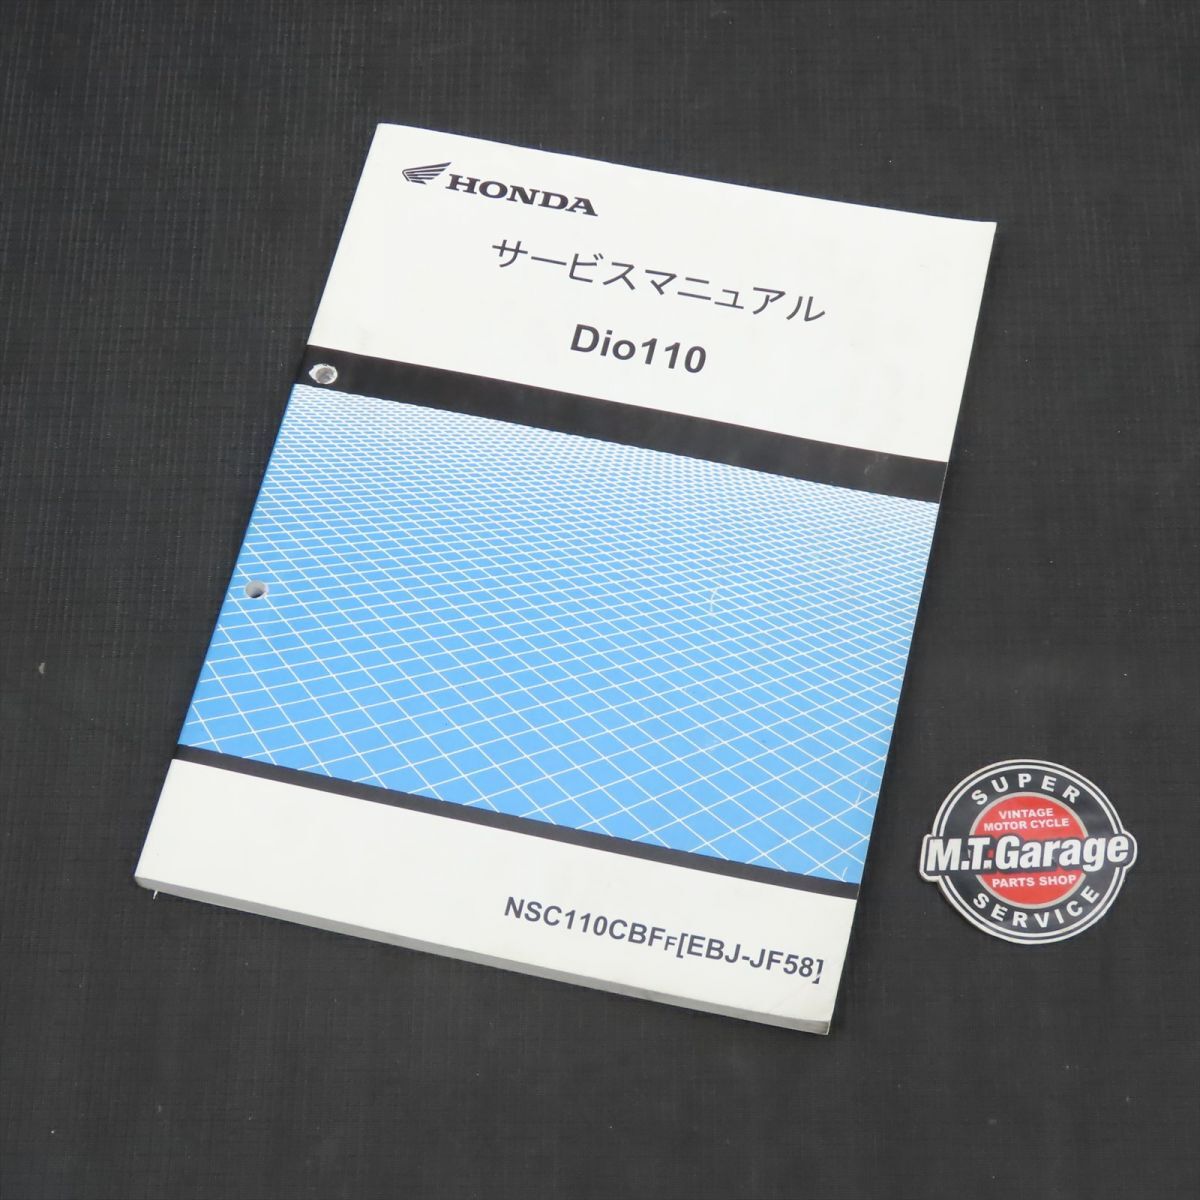 HONDA
サービスマニュアル
Dio110
NSC110CBFF[EBJ-JF58]
SUPER
VINTAGE
MOTOR CYCLE
M.T.Garage
PARTS SHOP
SERVICE